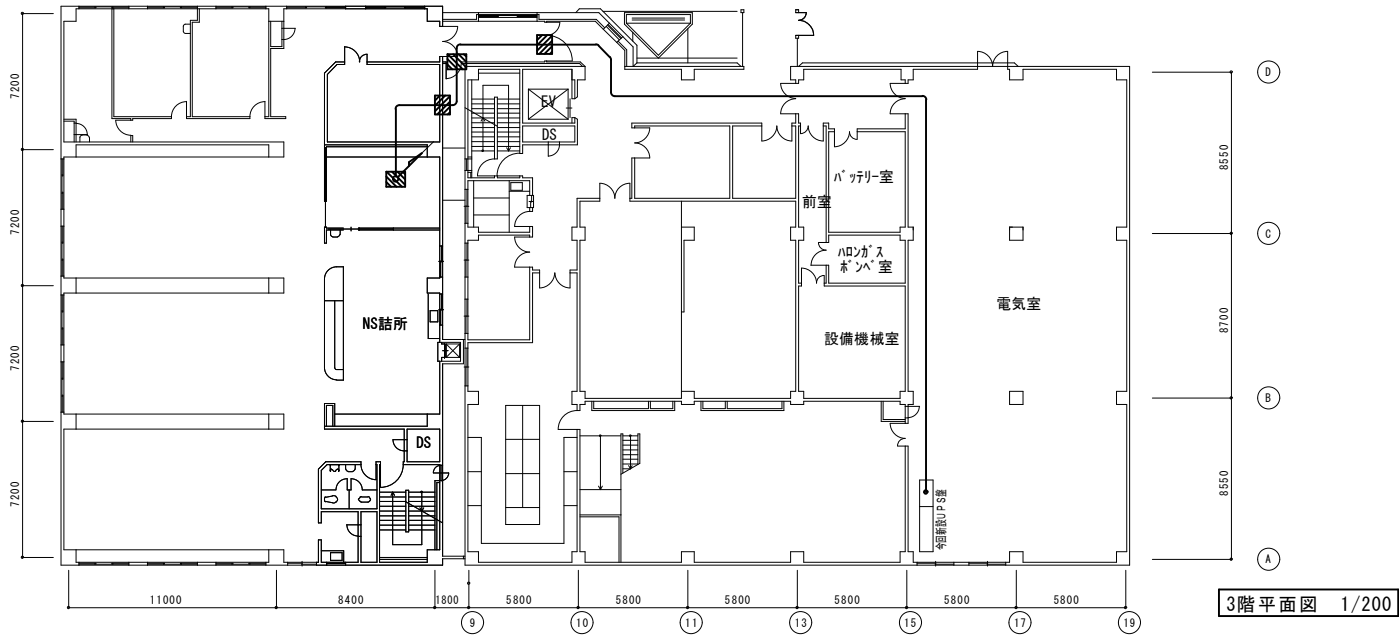 7200
7200
7200
7200
EV
DS
バッテリー室
前室
ハロンガス
ボンベ室
電気室
設備機械室
NS詰所
DS
今回新設UPS盤
8550
8700
8550
D
C
B
A
11000
8400
1800
5800
5800
5800
5800
5800
5800
9
10
11
13
15
17
19
3階平面図 1/200